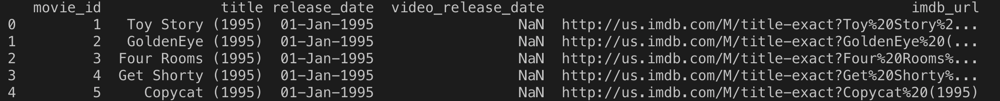 movie_id title release_date video_release_date imdb_url
0 1 Toy Story (1995) 01-Jan-1995 NaN http://us.imdb.com/M/title-exact?Toy%20Story%2...
1 2 GoldenEye (1995) 01-Jan-1995 NaN http://us.imdb.com/M/title-exact?GoldenEye%20(...
2 3 Four Rooms (1995) 01-Jan-1995 NaN http://us.imdb.com/M/title-exact?Four%20Rooms%...
3 4 Get Shorty (1995) 01-Jan-1995 NaN http://us.imdb.com/M/title-exact?Get%20Shorty%...
4 5 Copycat (1995) 01-Jan-1995 NaN http://us.imdb.com/M/title-exact?Copycat%20(1995)